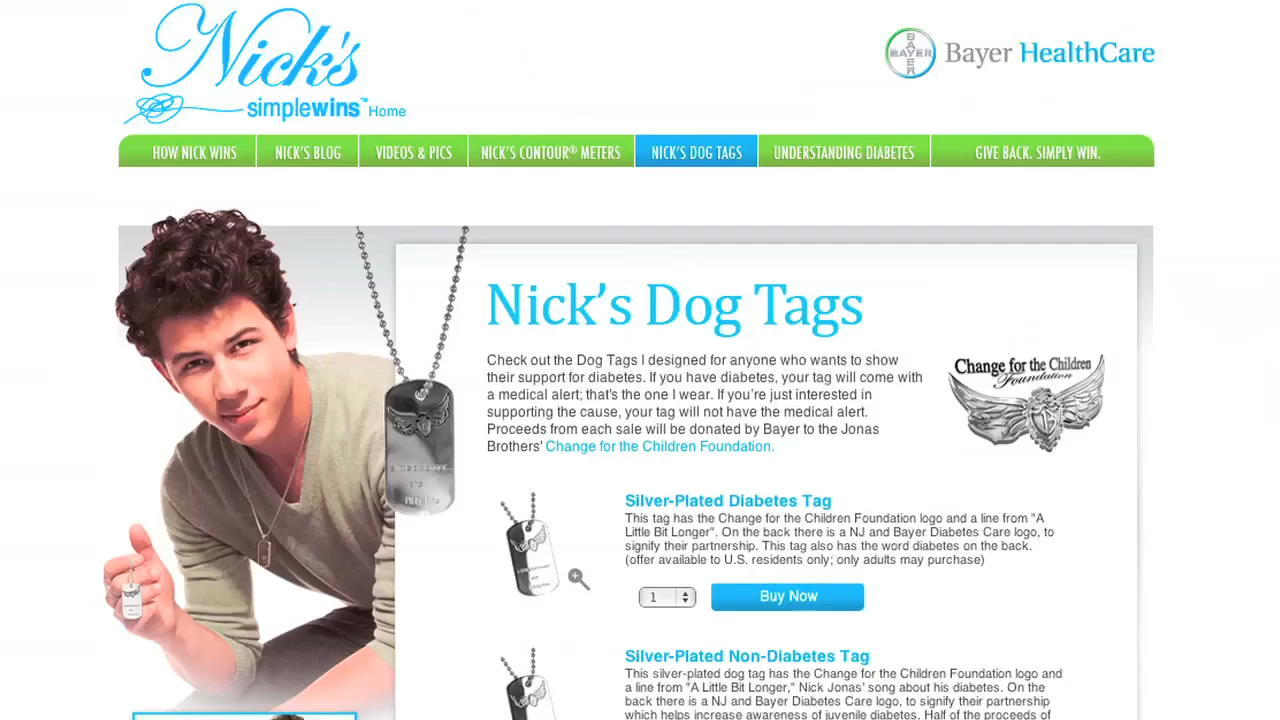 Nick's
simplewins™ Home
BAYER
BAYER
Bayer HealthCare
HOW NICK WINS
NICK'S BLOG
VIDEOS & PICS
NICK'S CONTOUR® METERS
NICK'S DOG TAGS
UNDERSTANDING DIABETES
GIVE BACK. SIMPLY WIN.
Nick's Dog Tags
Check out the Dog Tags I designed for anyone who wants to show
their support for diabetes. If you have diabetes, your tag will come with
a medical alert; that's the one I wear. If you're just interested in
supporting the cause, your tag will not have the medical alert.
Proceeds from each sale will be donated by Bayer to the Jonas
Brothers' Change for the Children Foundation.
Change for the Children
Foundation
Silver-Plated Diabetes Tag
This tag has the Change for the Children Foundation logo and a line from "A
Little Bit Longer". On the back there is a NJ and Bayer Diabetes Care logo, to
signify their partnership. This tag also has the word diabetes on the back.
(offer available to U.S. residents only; only adults may purchase)
1
Buy Now
Silver-Plated Non-Diabetes Tag
This silver-plated dog tag has the Change for the Children Foundation logo and
a line from "A Little Bit Longer," Nick Jonas' song about his diabetes. On the
back there is a NJ and Bayer Diabetes Care logo, to signify their partnership
which helps increase awareness of juvenile diabetes. Half of the proceeds of